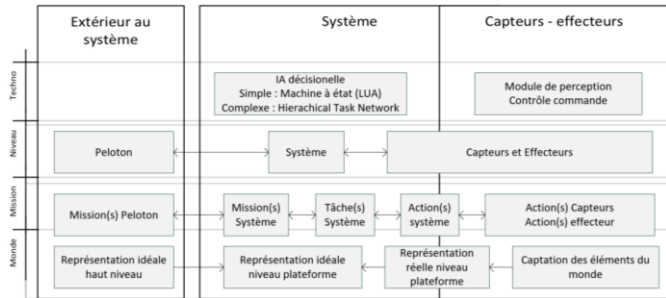 Extérieur au
système
Système
Capteurs - effecteurs
Techno
IA décisionelle
Simple : Machine à état (LUA)
Complexe : Hierachical Task Network
Module de perception
Contrôle commande
Niveau
Peloton
Système
Capteurs et Effecteurs
Mission
Mission(s) Peloton
Mission(s)
Système
Tâche(s)
Système
Action(s)
système
Action(s) Capteurs
Action(s) effecteur
Monde
Représentation idéale
haut niveau
Représentation idéale
niveau plateforme
Représentation
réelle niveau
plateforme
Captation des éléments du
monde